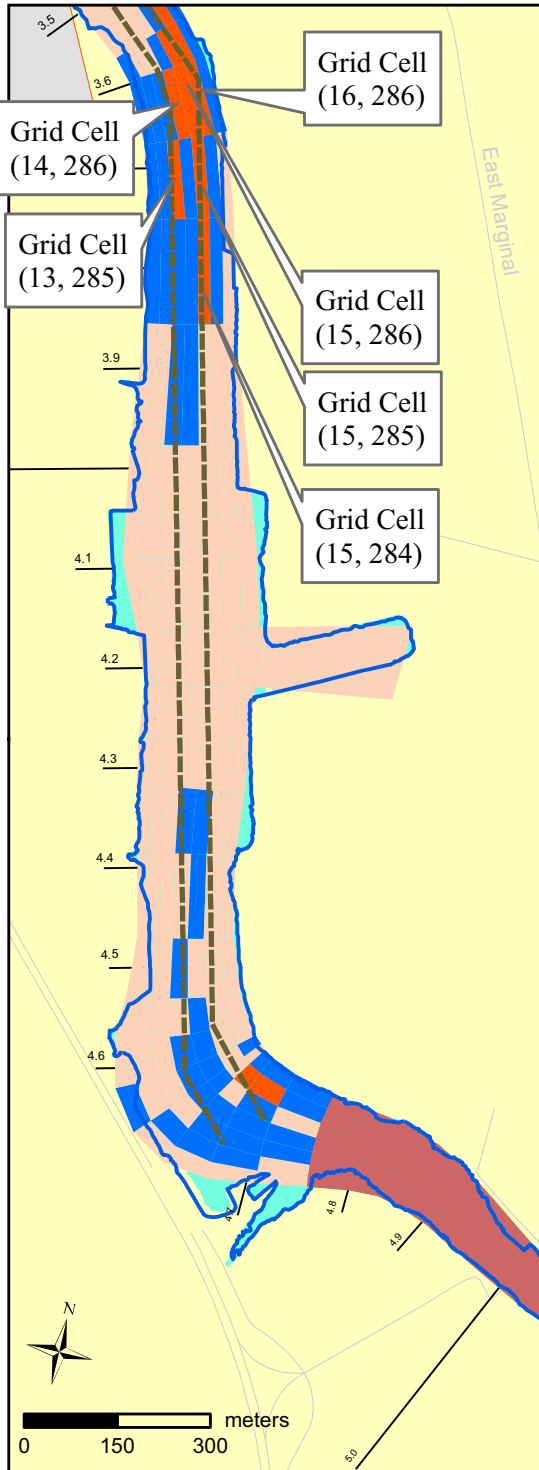 3.5
3.6
Grid Cell
(16, 286)
Grid Cell
(14, 286)
East Marginal
Grid Cell
(13, 285)
Grid Cell
(15, 286)
3.9
Grid Cell
(15, 285)
Grid Cell
(15, 284)
4.1
4.2
4.3
4.4
4.5
4.6
4.7
4.8
4.9
N
meters
0 150 300
5.0